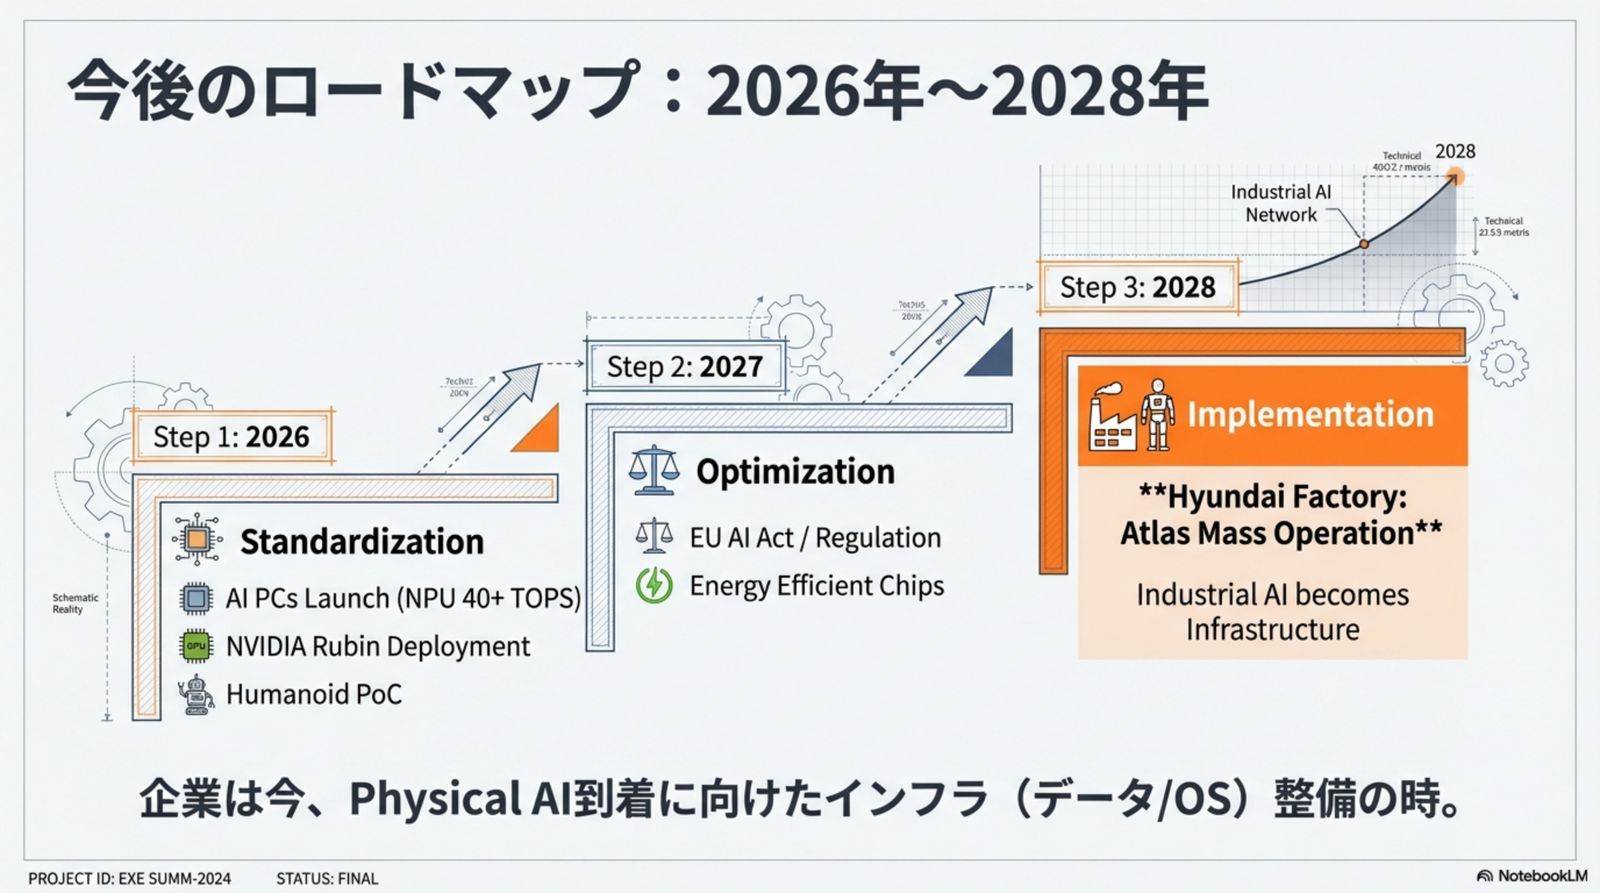 今後のロードマップ：2026年～2028年
2028
Industrial AI
Network
Step 3: 2028
Step 2: 2027
Step 1: 2026
Standardization
AI PCs Launch (NPU 40+ TOPS)
GPU
NVIDIA Rubin Deployment
Humanoid PoC
Schematic
Reality
Optimization
EU AI Act / Regulation
Energy Efficient Chips
Implementation
**Hyundai Factory:
Atlas Mass Operation**
Industrial AI becomes
Infrastructure
企業は今、Physical AI到着に向けたインフラ（データ/OS）整備の時。
PROJECT ID: EXE SUMM-2024
STATUS: FINAL
NotebookLM